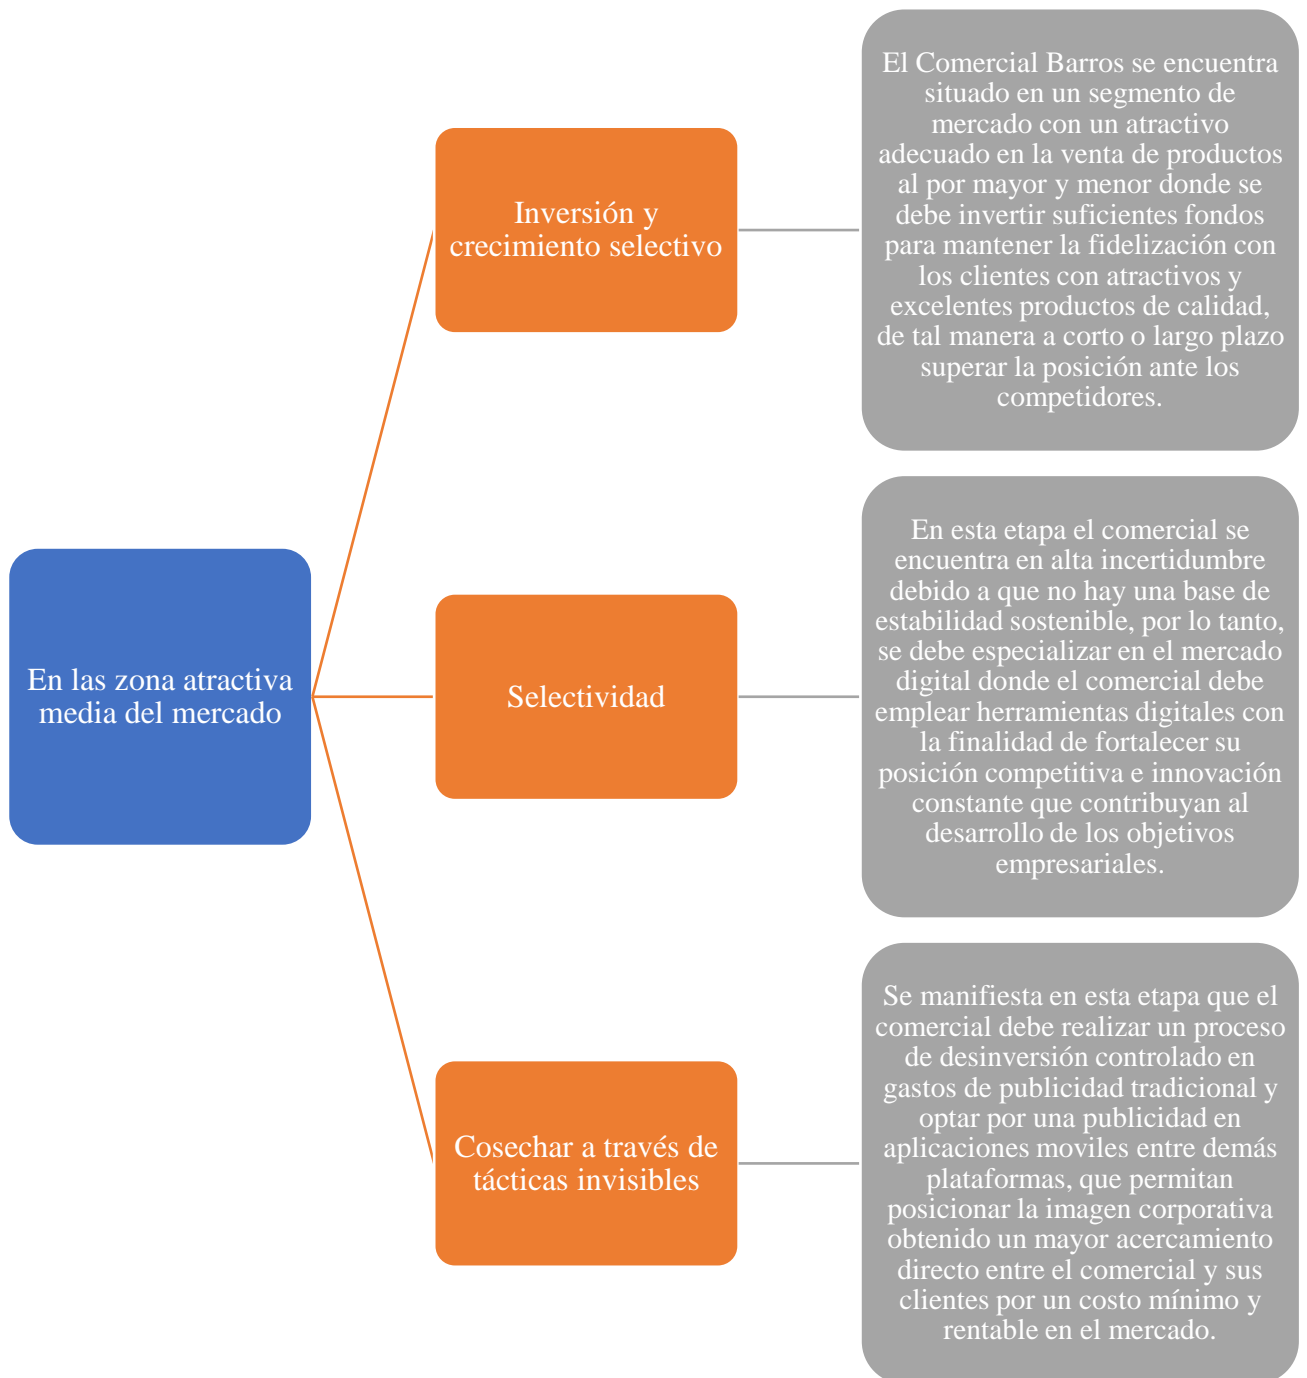 En las zona atractiva
media del mercado
Inversión y
crecimiento selectivo
El Comercial Barros se encuentra
situado en un segmento de
mercado con un atractivo
adecuado en la venta de productos
al por mayor y menor donde se
debe invertir suficientes fondos
para mantener la fidelización con
los clientes con atractivos y
excelentes productos de calidad,
de tal manera a corto o largo plazo
superar la posición ante los
competidores.
Selectividad
En esta etapa el comercial se
encuentra en alta incertidumbre
debido a que no hay una base de
estabilidad sostenible, por lo tanto,
se debe especializar en el mercado
digital donde el comercial debe
emplear herramientas digitales con
la finalidad de fortalecer su
posición competitiva e innovación
constante que contribuyan al
desarrollo de los objetivos
empresariales.
Cosechar a través de
tácticas invisibles
Se manifiesta en esta etapa que el
comercial debe realizar un proceso
de desinversión controlado en
gastos de publicidad tradicional y
optar por una publicidad en
aplicaciones moviles entre demás
plataformas, que permitan
posicionar la imagen corporativa
obtenido un mayor acercamiento
directo entre el comercial y sus
clientes por un costo mínimo y
rentable en el mercado.